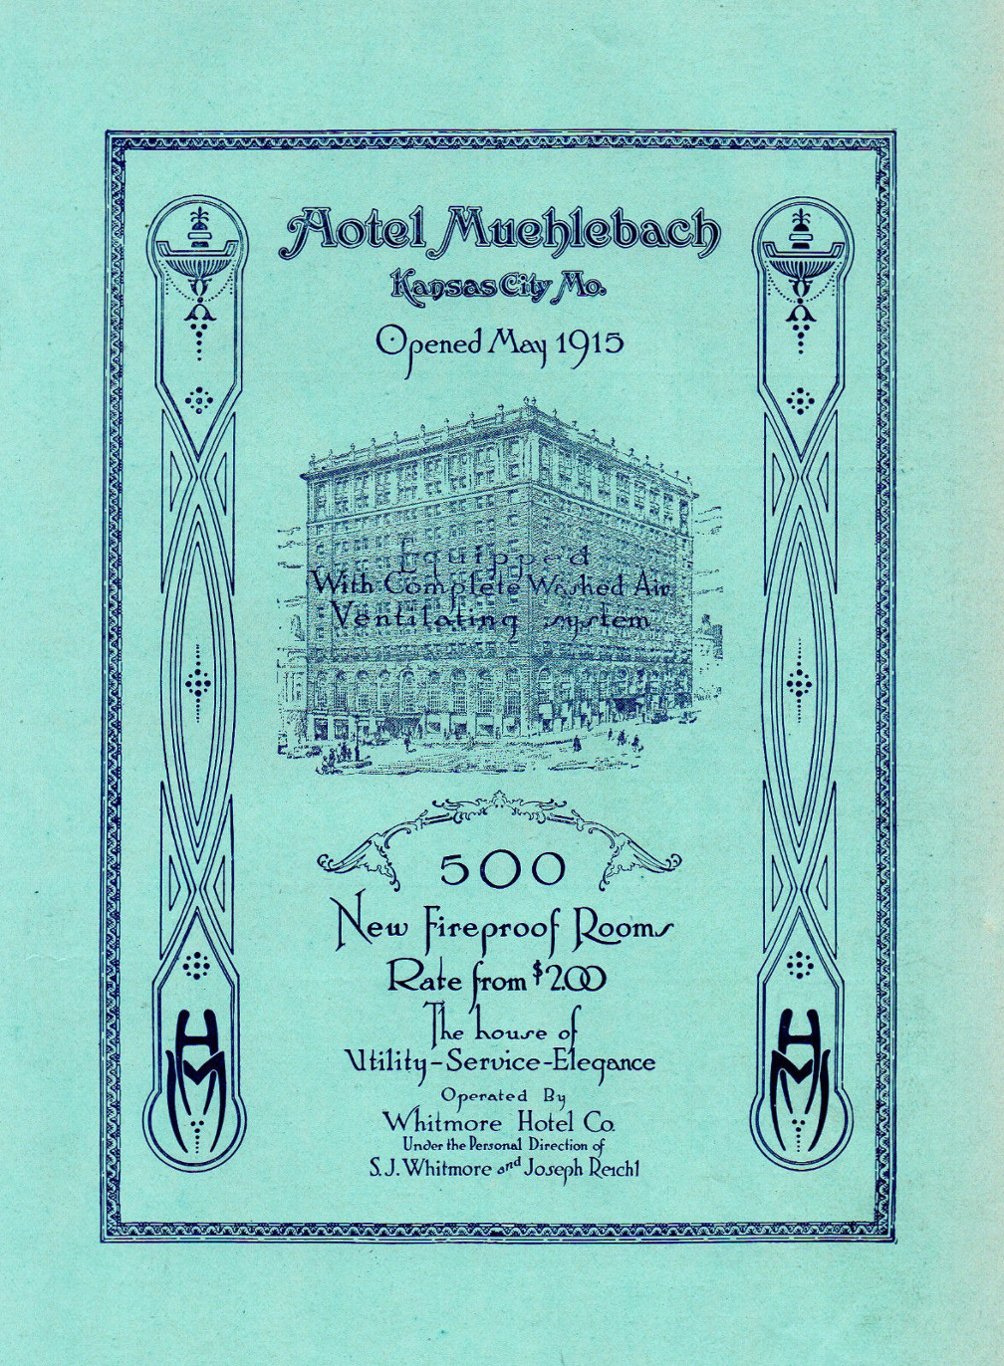 Hotel Muehlebach
Kansas City Mo.
Opened May 1915
Equipped
With Complete Washed Air
Ventilating system
500
New Fireproof Rooms
Rate from $2.00
The house of
Utility-Service-Elegance
Operated By
Whitmore Hotel Co.
Under the Personal Direction of
S.J. Whitmore and Joseph Reichl
HM
HM